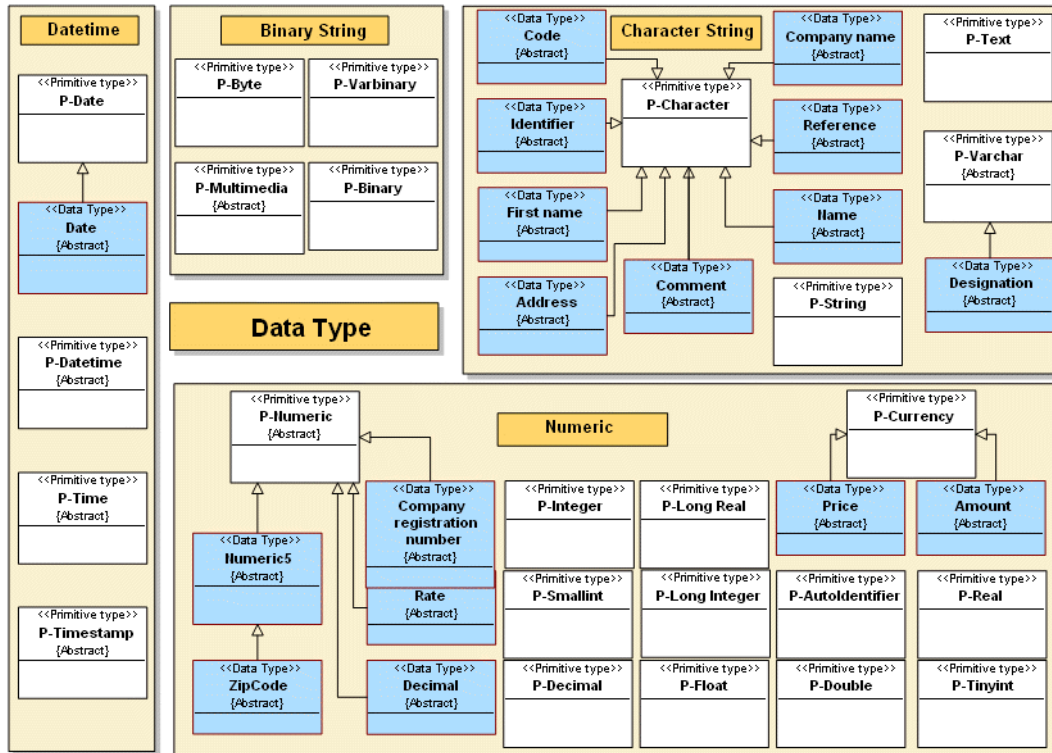 Datetime
<<Primitive type>>
P-Date
<<Data Type>>
Date
{Abstract}
<<Primitive type>>
P-Datetime
{Abstract}
<<Primitive type>>
P-Time
{Abstract}
<<Primitive type>>
P-Timestamp
{Abstract}
Binary String
<<Primitive type>>
P-Byte
<<Primitive type>>
P-Varbinary
<<Primitive type>>
P-Multimedia
{Abstract}
<<Primitive type>>
P-Binary
Data Type
Character String
<<Data Type>>
Code
{Abstract}
<<Data Type>>
Company name
{Abstract}
<<Primitive type>>
P-Text
<<Primitive type>>
P-Character
<<Data Type>>
Identifier
{Abstract}
<<Data Type>>
Reference
{Abstract}
<<Primitive type>>
P-Varchar
<<Data Type>>
First name
{Abstract}
<<Data Type>>
Name
{Abstract}
<<Data Type>>
Address
{Abstract}
<<Data Type>>
Comment
{Abstract}
<<Primitive type>>
P-String
<<Data Type>>
Designation
{Abstract}
Numeric
<<Primitive type>>
P-Numeric
{Abstract}
<<Primitive type>>
P-Currency
<<Data Type>>
Company
registration
number
{Abstract}
<<Primitive type>>
P-Integer
<<Primitive type>>
P-Long Real
<<Data Type>>
Price
{Abstract}
<<Data Type>>
Amount
{Abstract}
<<Data Type>>
Numeric5
{Abstract}
Rate
{Abstract}
<<Primitive type>>
P-Smallint
<<Primitive type>>
P-Long Integer
<<Primitive type>>
P-AutoIdentifier
<<Primitive type>>
P-Real
<<Data Type>>
ZipCode
{Abstract}
<<Data Type>>
Decimal
{Abstract}
<<Primitive type>>
P-Decimal
<<Primitive type>>
P-Float
<<Primitive type>>
P-Double
<<Primitive type>>
P-Tinyint